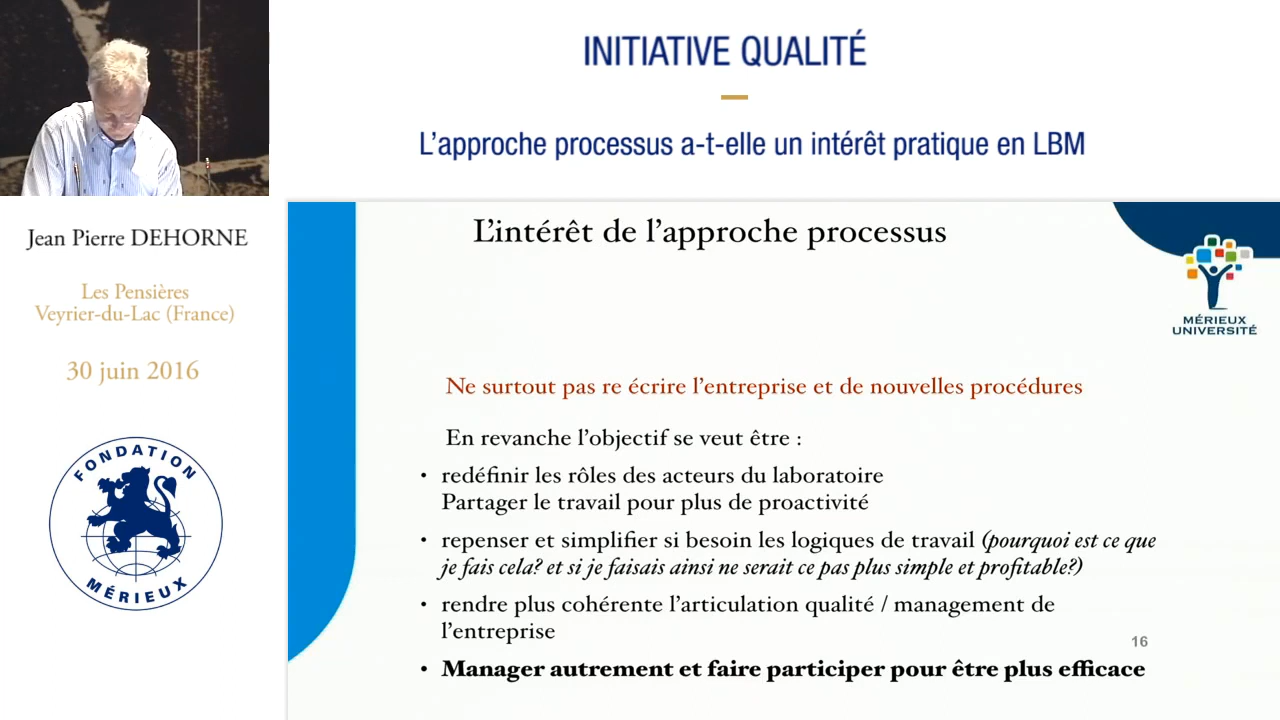 INITIATIVE QUALITÉ
L'approche processus a-t-elle un intérêt pratique en LBM
Jean Pierre DEHORNE
Les Pensières
Veyrier-du-Lac (France)
30 juin 2016
FONDATION
MÉRIEUX
L'intérêt de l'approche processus
MÉRIEUX
UNIVERSITÉ
Ne surtout pas re écrire l'entreprise et de nouvelles procédures
En revanche l'objectif se veut être :
• redéfinir les rôles des acteurs du laboratoire
Partager le travail pour plus de proactivité
• repenser et simplifier si besoin les logiques de travail (pourquoi est ce que
je fais cela? et si je faisais ainsi ne serait ce pas plus simple et profitable?)
• rendre plus cohérente l'articulation qualité / management de
l'entreprise
16
• Manager autrement et faire participer pour être plus efficace